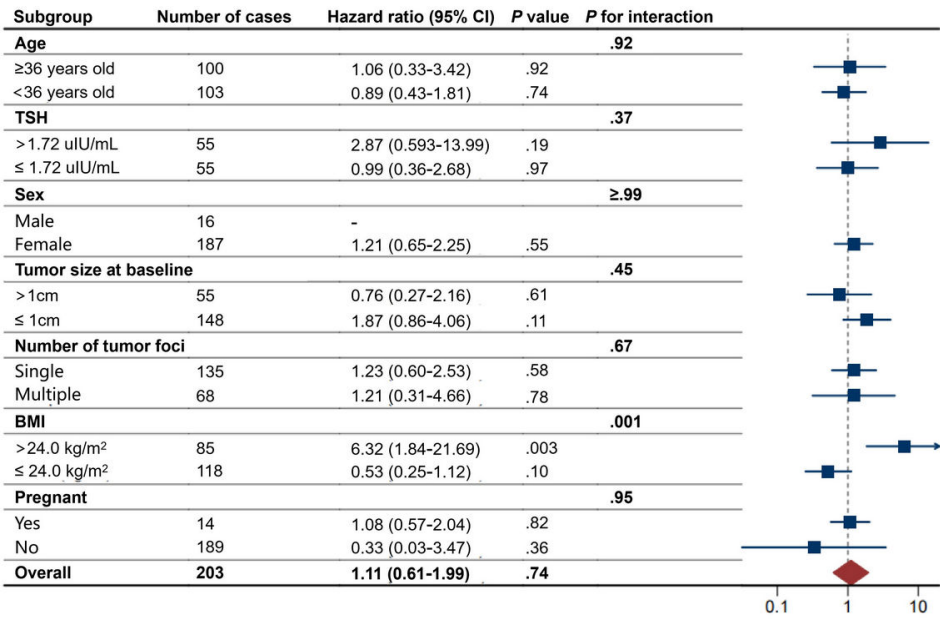 Subgroup Number of cases Hazard ratio (95% CI) P value P for interaction
Age .92
≥36 years old 100 1.06 (0.33-3.42) .92
<36 years old 103 0.89 (0.43-1.81) .74
TSH .37
>1.72 uIU/mL 55 2.87 (0.593-13.99) .19
≤ 1.72 uIU/mL 55 0.99 (0.36-2.68) .97
Sex ≥.99
Male 16 -
Female 187 1.21 (0.65-2.25) .55
Tumor size at baseline .45
>1cm 55 0.76 (0.27-2.16) .61
≤ 1cm 148 1.87 (0.86-4.06) .11
Number of tumor foci .67
Single 135 1.23 (0.60-2.53) .58
Multiple 68 1.21 (0.31-4.66) .78
BMI .001
>24.0 kg/m² 85 6.32 (1.84-21.69) .003
≤ 24.0 kg/m² 118 0.53 (0.25-1.12) .10
Pregnant .95
Yes 14 1.08 (0.57-2.04) .82
No 189 0.33 (0.03-3.47) .36
Overall 203 1.11 (0.61-1.99) .74
0.1 1 10